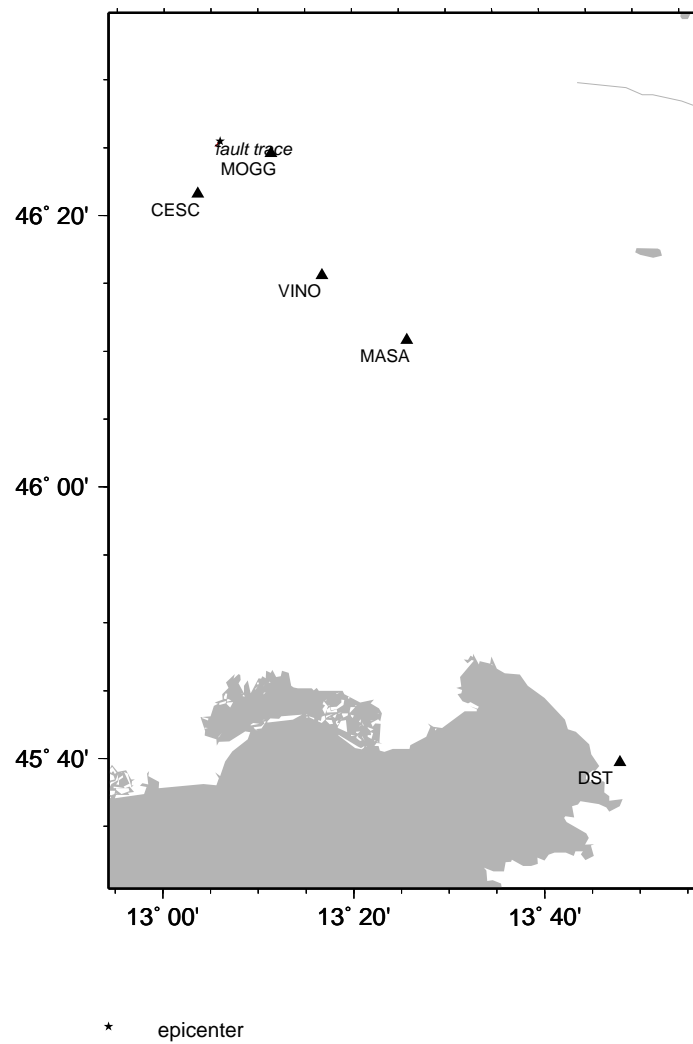 fault trace
MOGG
CESC
46° 20'
VINO
MASA
46° 00'
45° 40'
DST
13° 00' 13° 20' 13° 40'
epicenter